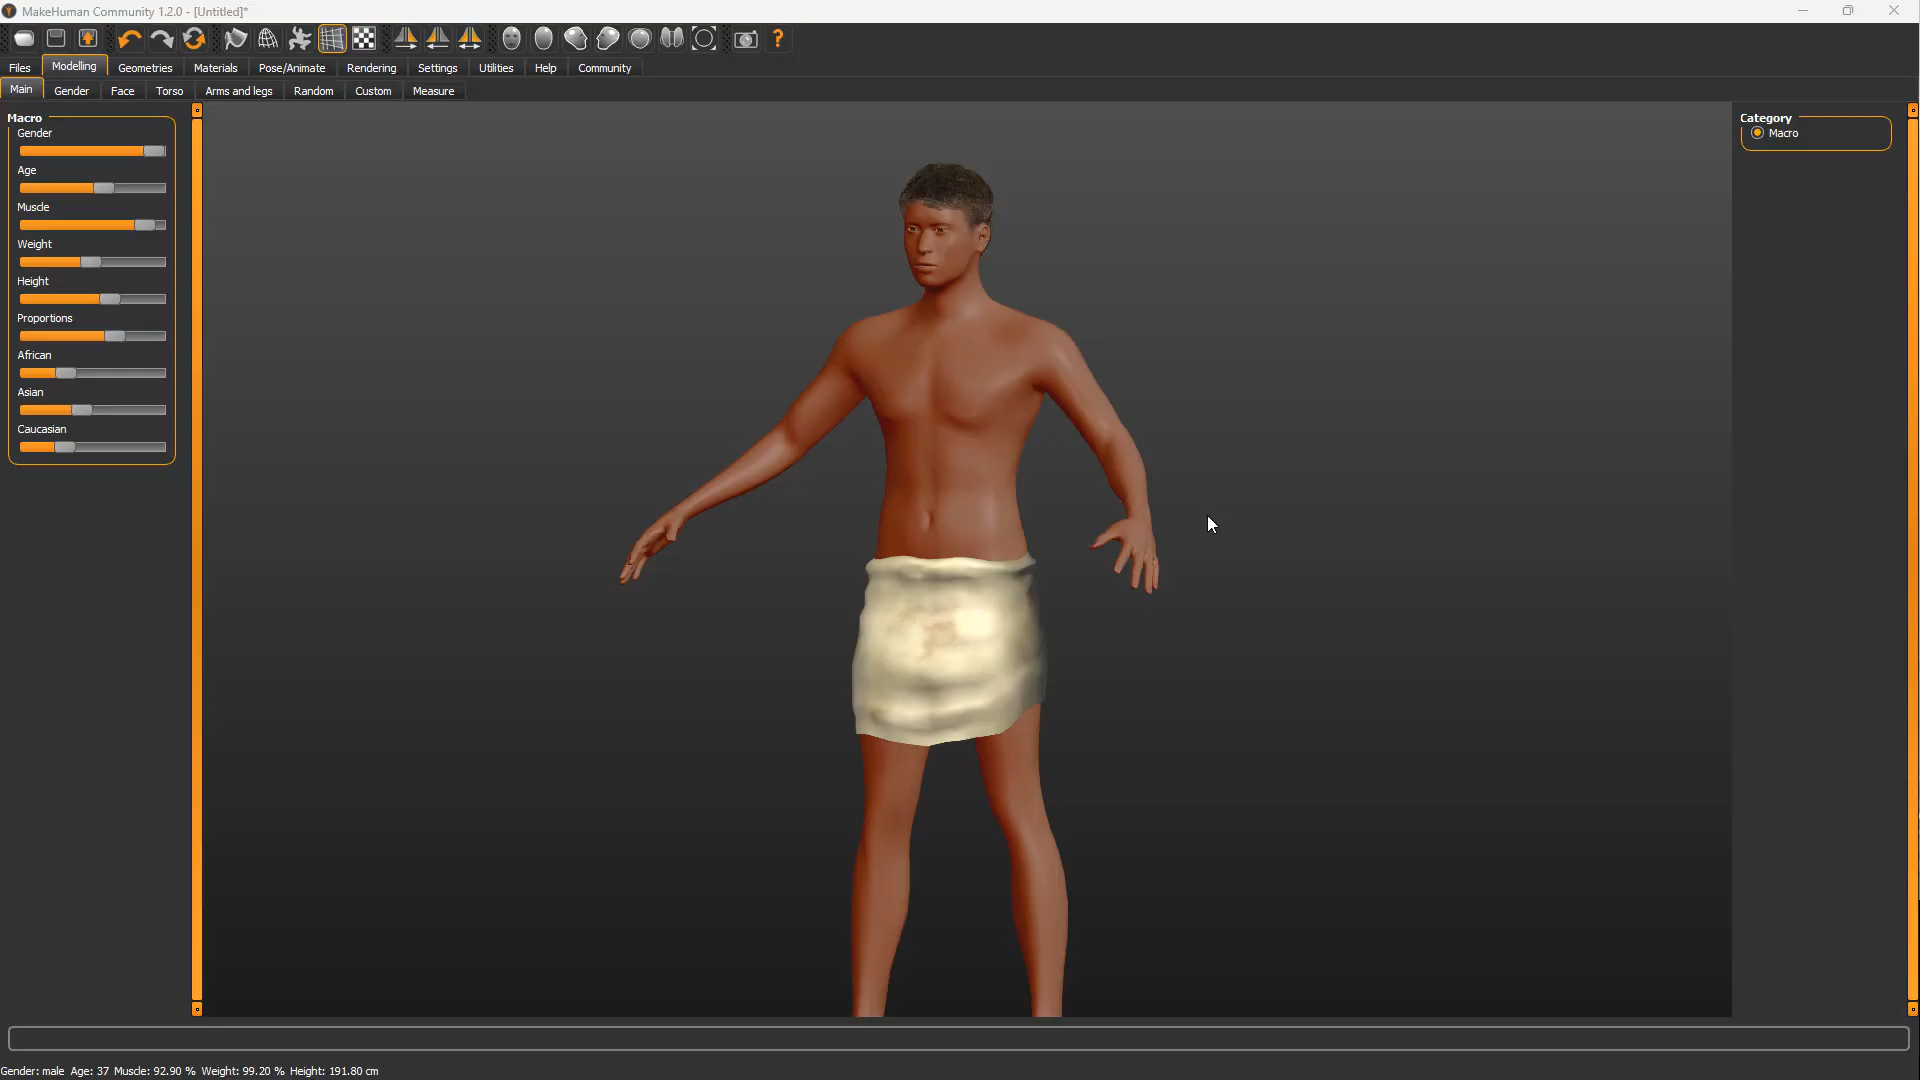 MakeHuman Community 1.2.0 - [Untitled]*
Files Modelling Geometries Materials Pose/Animate Rendering Settings Utilities Help Community
Main Gender Face Torso Arms and legs Random Custom Measure
Macro
Gender
Age
Muscle
Weight
Height
Proportions
African
Asian
Caucasian
Category
Macro
Gender: male Age: 37 Muscle: 92.90 % Weight: 99.20 % Height: 191.80 cm